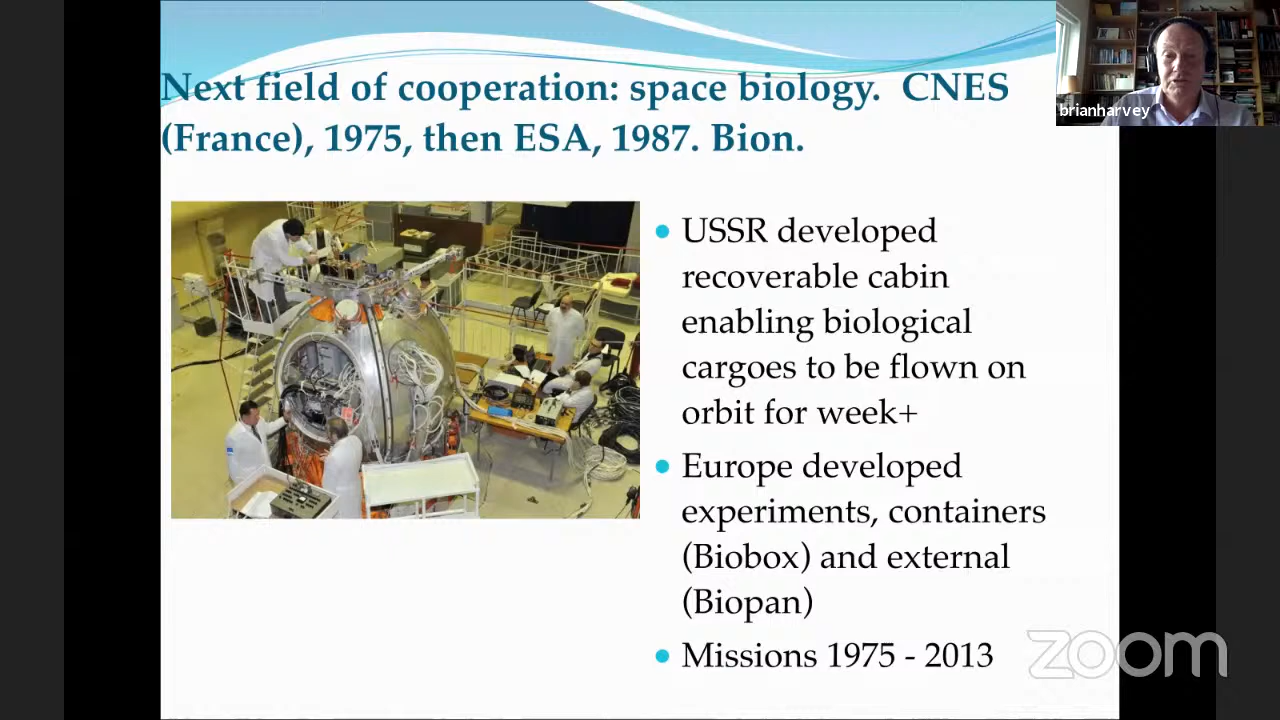 Next field of cooperation: space biology.  CNES
(France), 1975, then ESA, 1987. Bion.
brianharvey
USSR developed
recoverable cabin
enabling biological
cargoes to be flown on
orbit for week+
Europe developed
experiments, containers
(Biobox) and external
(Biopan)
Missions 1975 - 2013
zoom